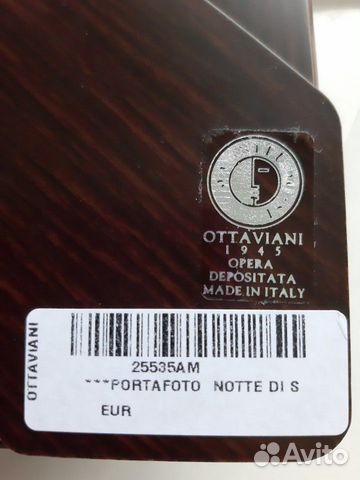 OTTAVIANI
1945
OPERA
DEPOSITATA
MADE IN ITALY
OTTAVIANI
25535AM
***PORTAFOTO NOTTE DI S
EUR
Avito